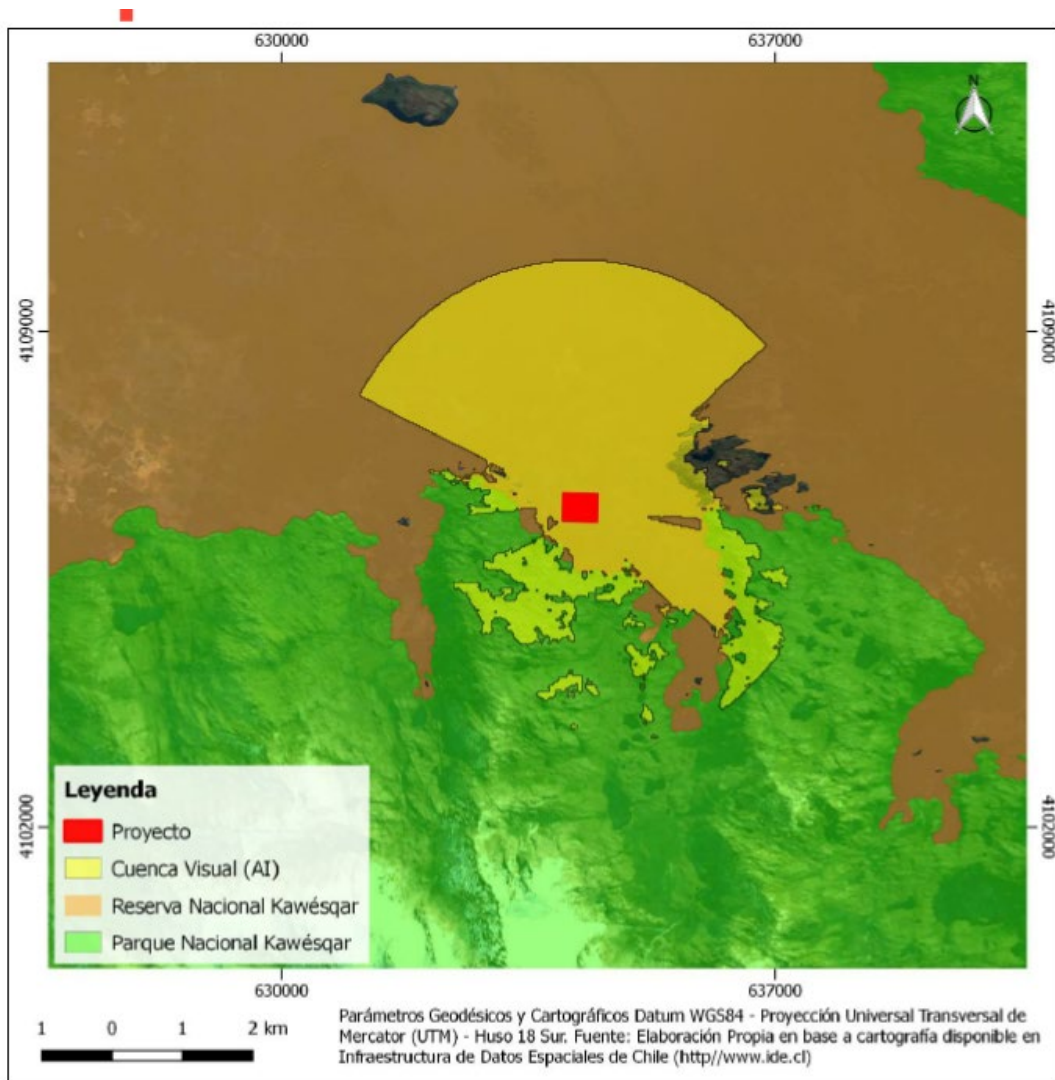 630000
637000
N
4109000
4109000
4102000
4102000
Leyenda
Proyecto
Cuenca Visual (AI)
Reserva Nacional Kawésqar
Parque Nacional Kawésqar
630000
637000
1 0 1 2 km
Parámetros Geodésicos y Cartográficos Datum WGS84 - Proyección Universal Transversal de
Mercator (UTM) - Huso 18 Sur. Fuente: Elaboración Propia en base a cartografía disponible en
Infraestructura de Datos Espaciales de Chile (http//www.ide.cl)